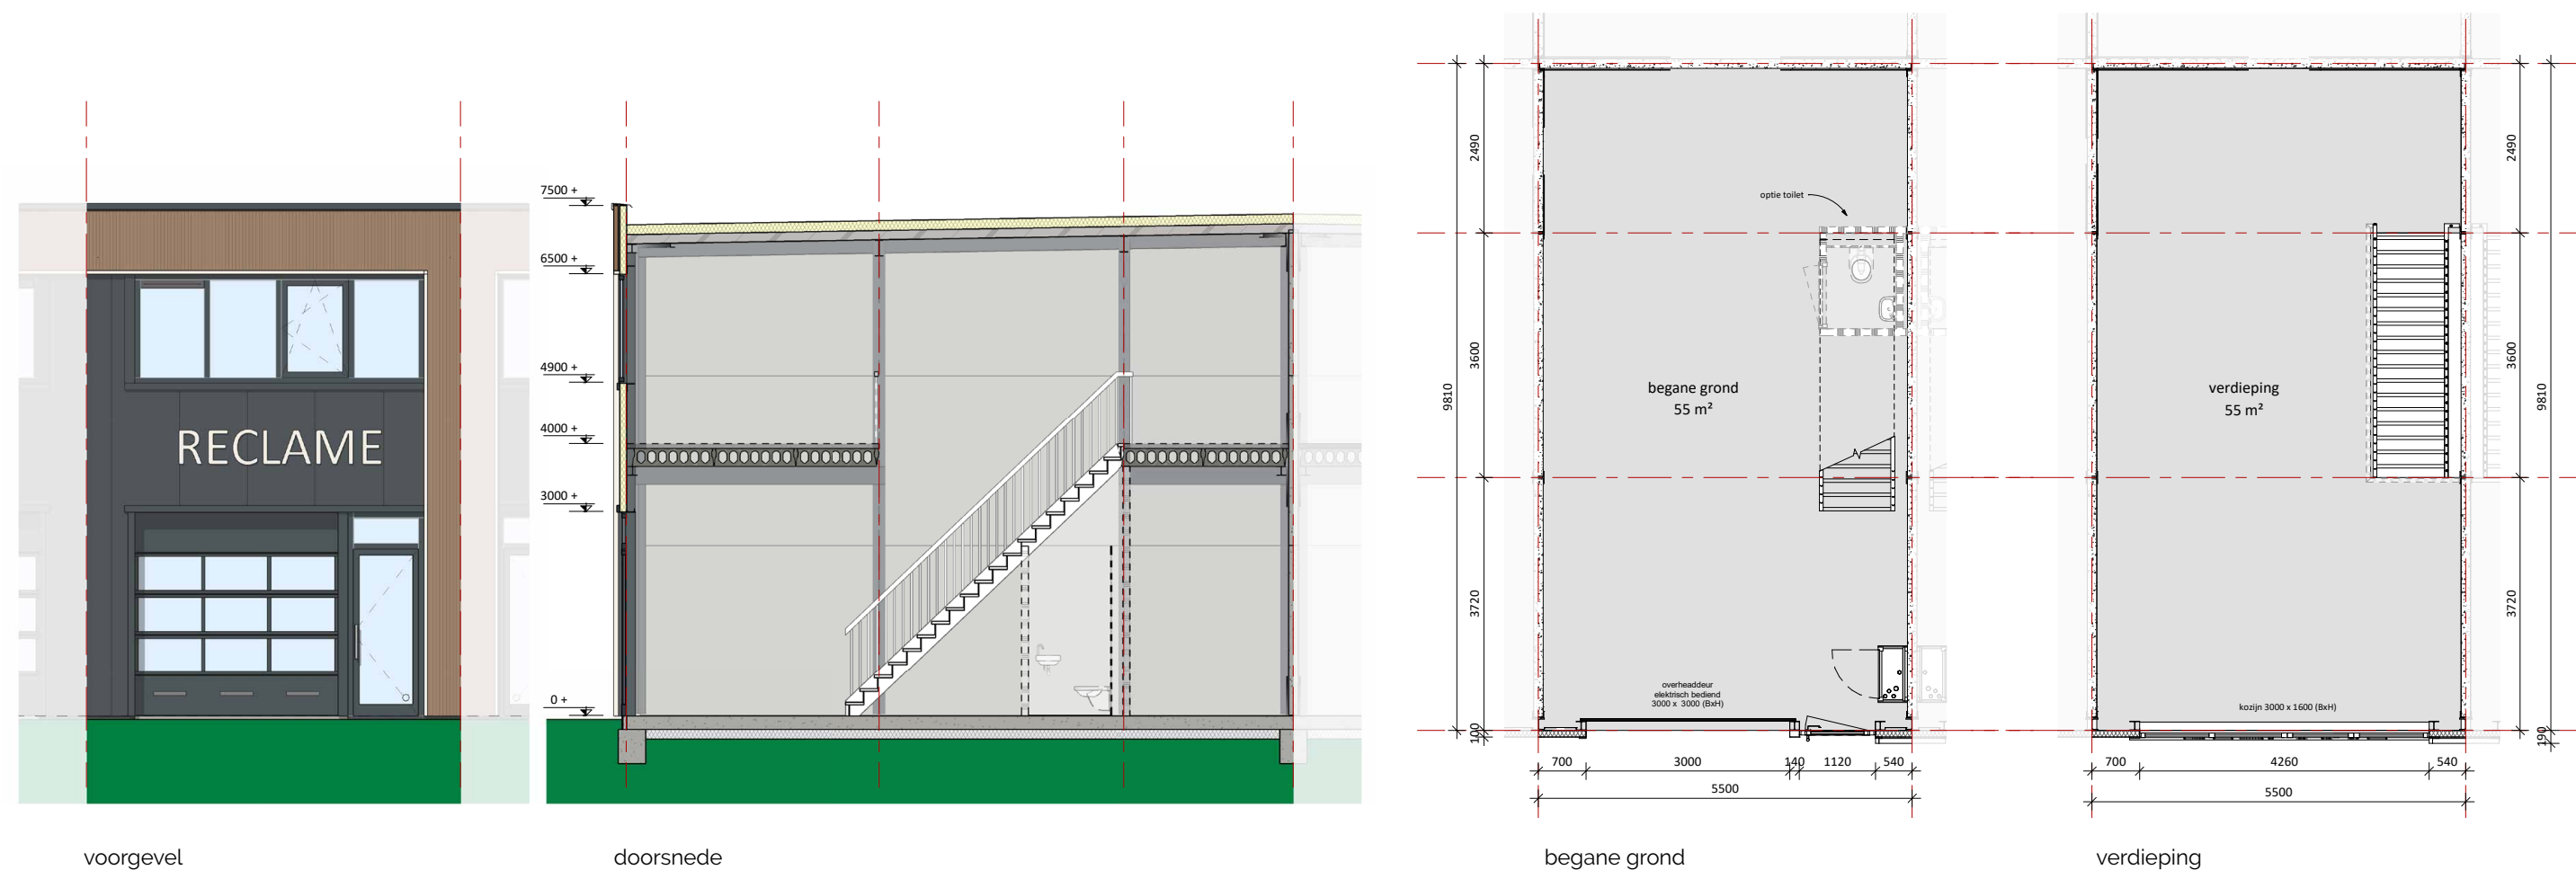 RECLAME
voorgevel
7500 +
6500 +
4900 +
4000 +
3000 +
0 +
doorsnede
optie toilet
2490
3600
9810
3720
100
begane grond
55 m²
overheaddeur
elektrisch bediend
3000 x 3000 (BxH)
700
3000
140
1120
540
5500
begane grond
verdieping
55 m²
kozijn 3000 x 1600 (BxH)
2490
3600
9810
3720
190
700
4260
540
5500
verdieping